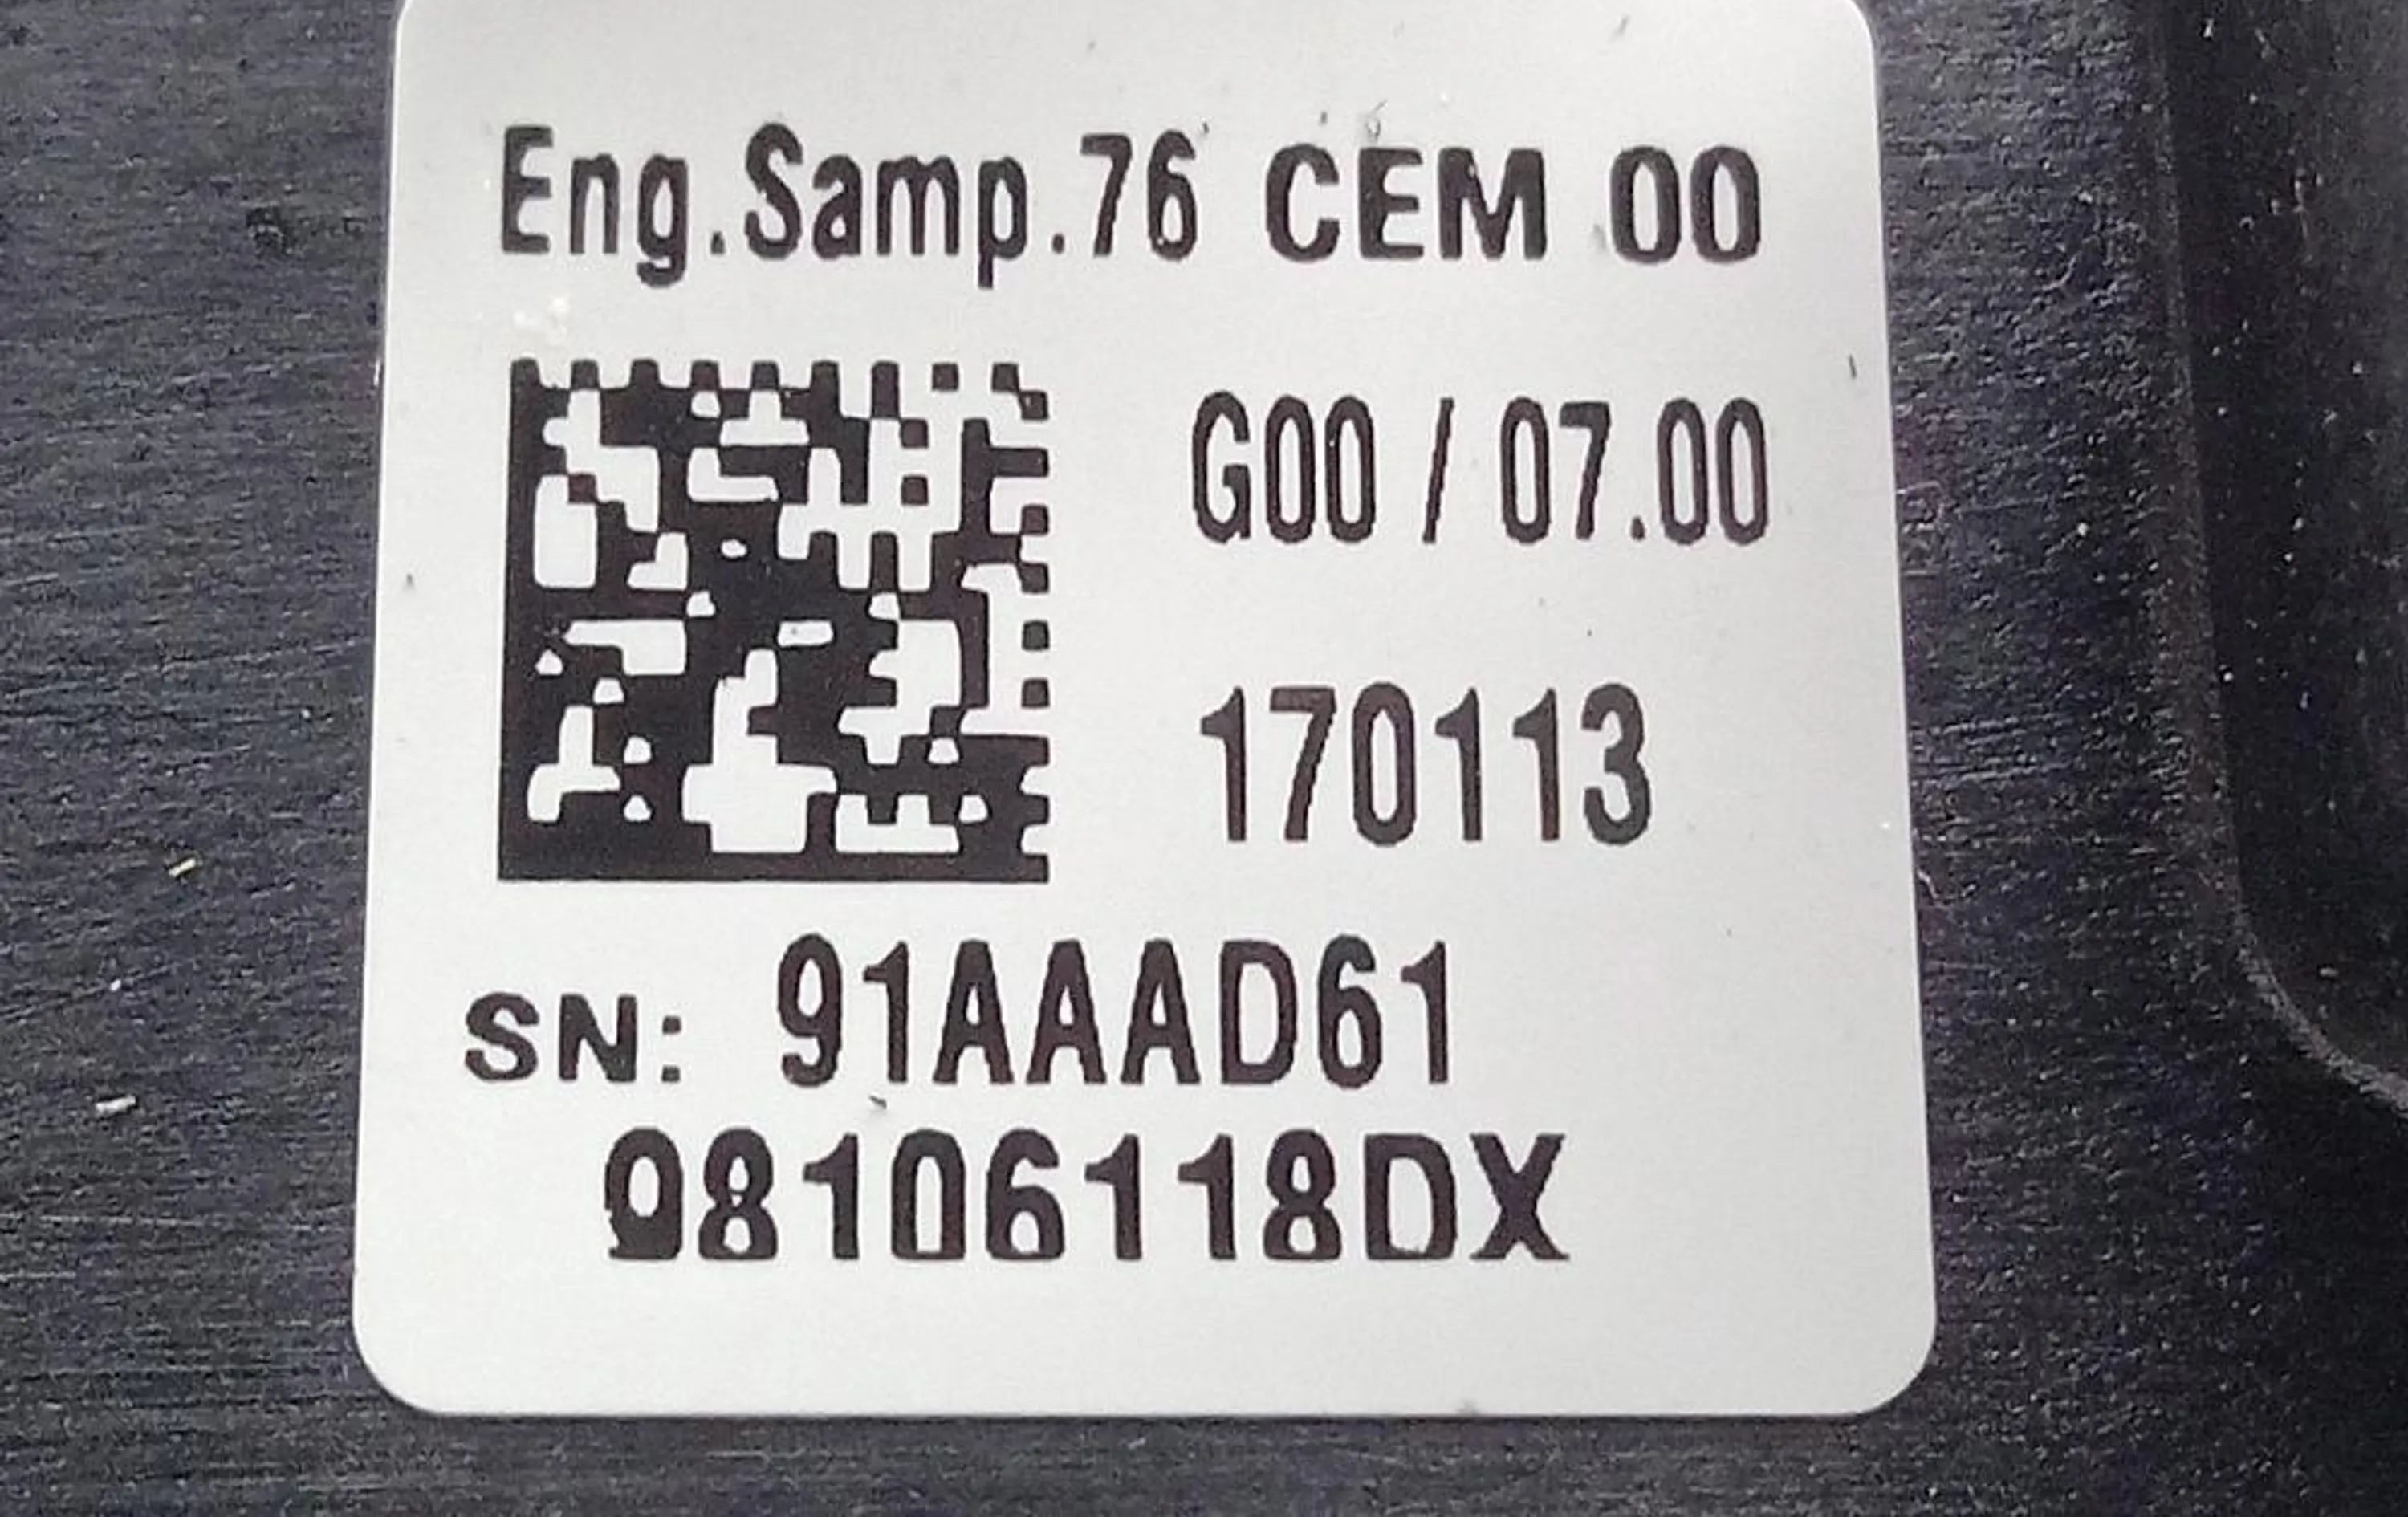 Eng.Samp.76 CEM 00
G00 / 07.00
170113
SN: 91AAAD61
98106118DX